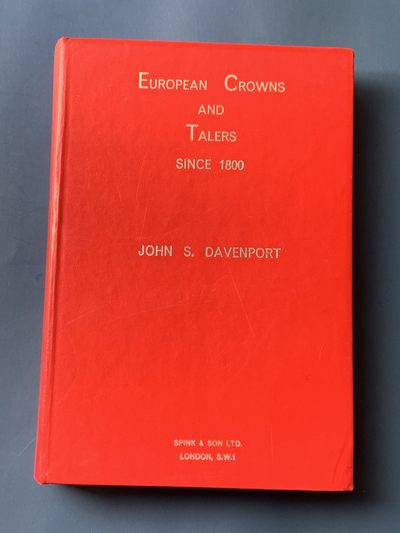 European Crowns
and
Talers
since 1800
JOHN S. DAVENPORT
SPINK & SON LTD.
LONDON, S.W.1